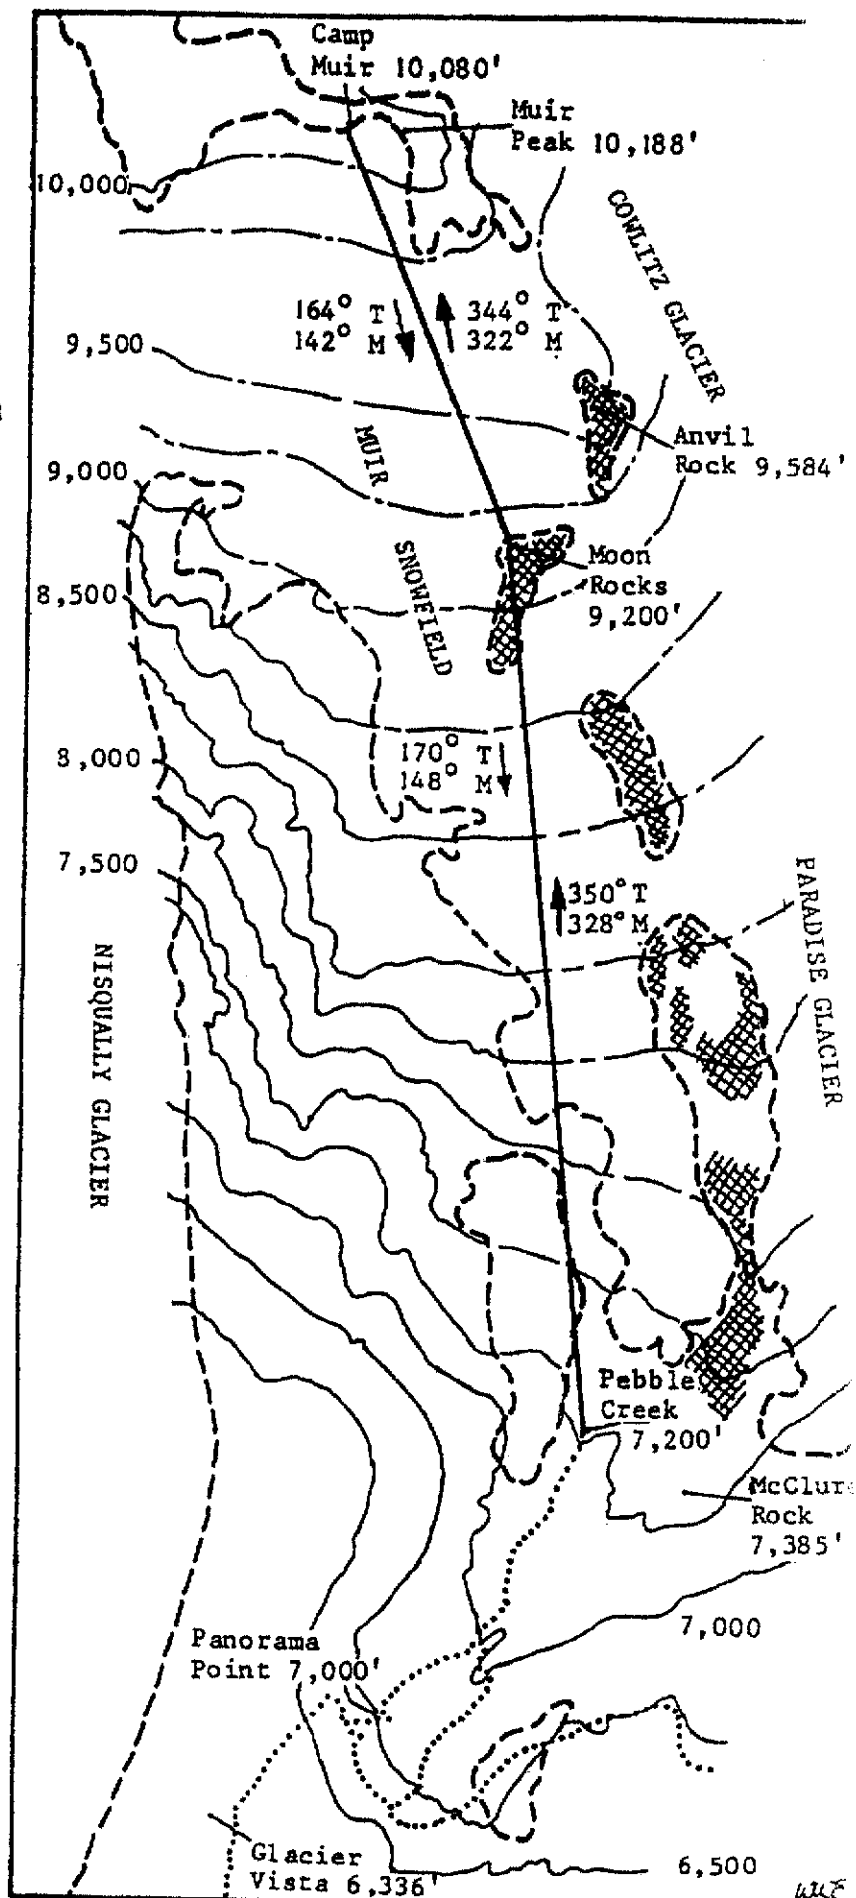 Camp
Muir 10,080'
Muir
Peak 10,188'
10,000
COWLITZ GLACIER
164° T
142° M
344° T
322° M
9,500
MUIR
Anvil
Rock 9,584'
9,000
SNOWFIELD
Moon
Rocks
9,200'
8,500
170° T
148° M
8,000
7,500
350° T
328° M
PARADISE GLACIER
NISQUALLY GLACIER
Pebble
Creek
7,200'
McClure
Rock
7,385'
7,000
Panorama
Point 7,000'
Glacier
Vista 6,336'
6,500